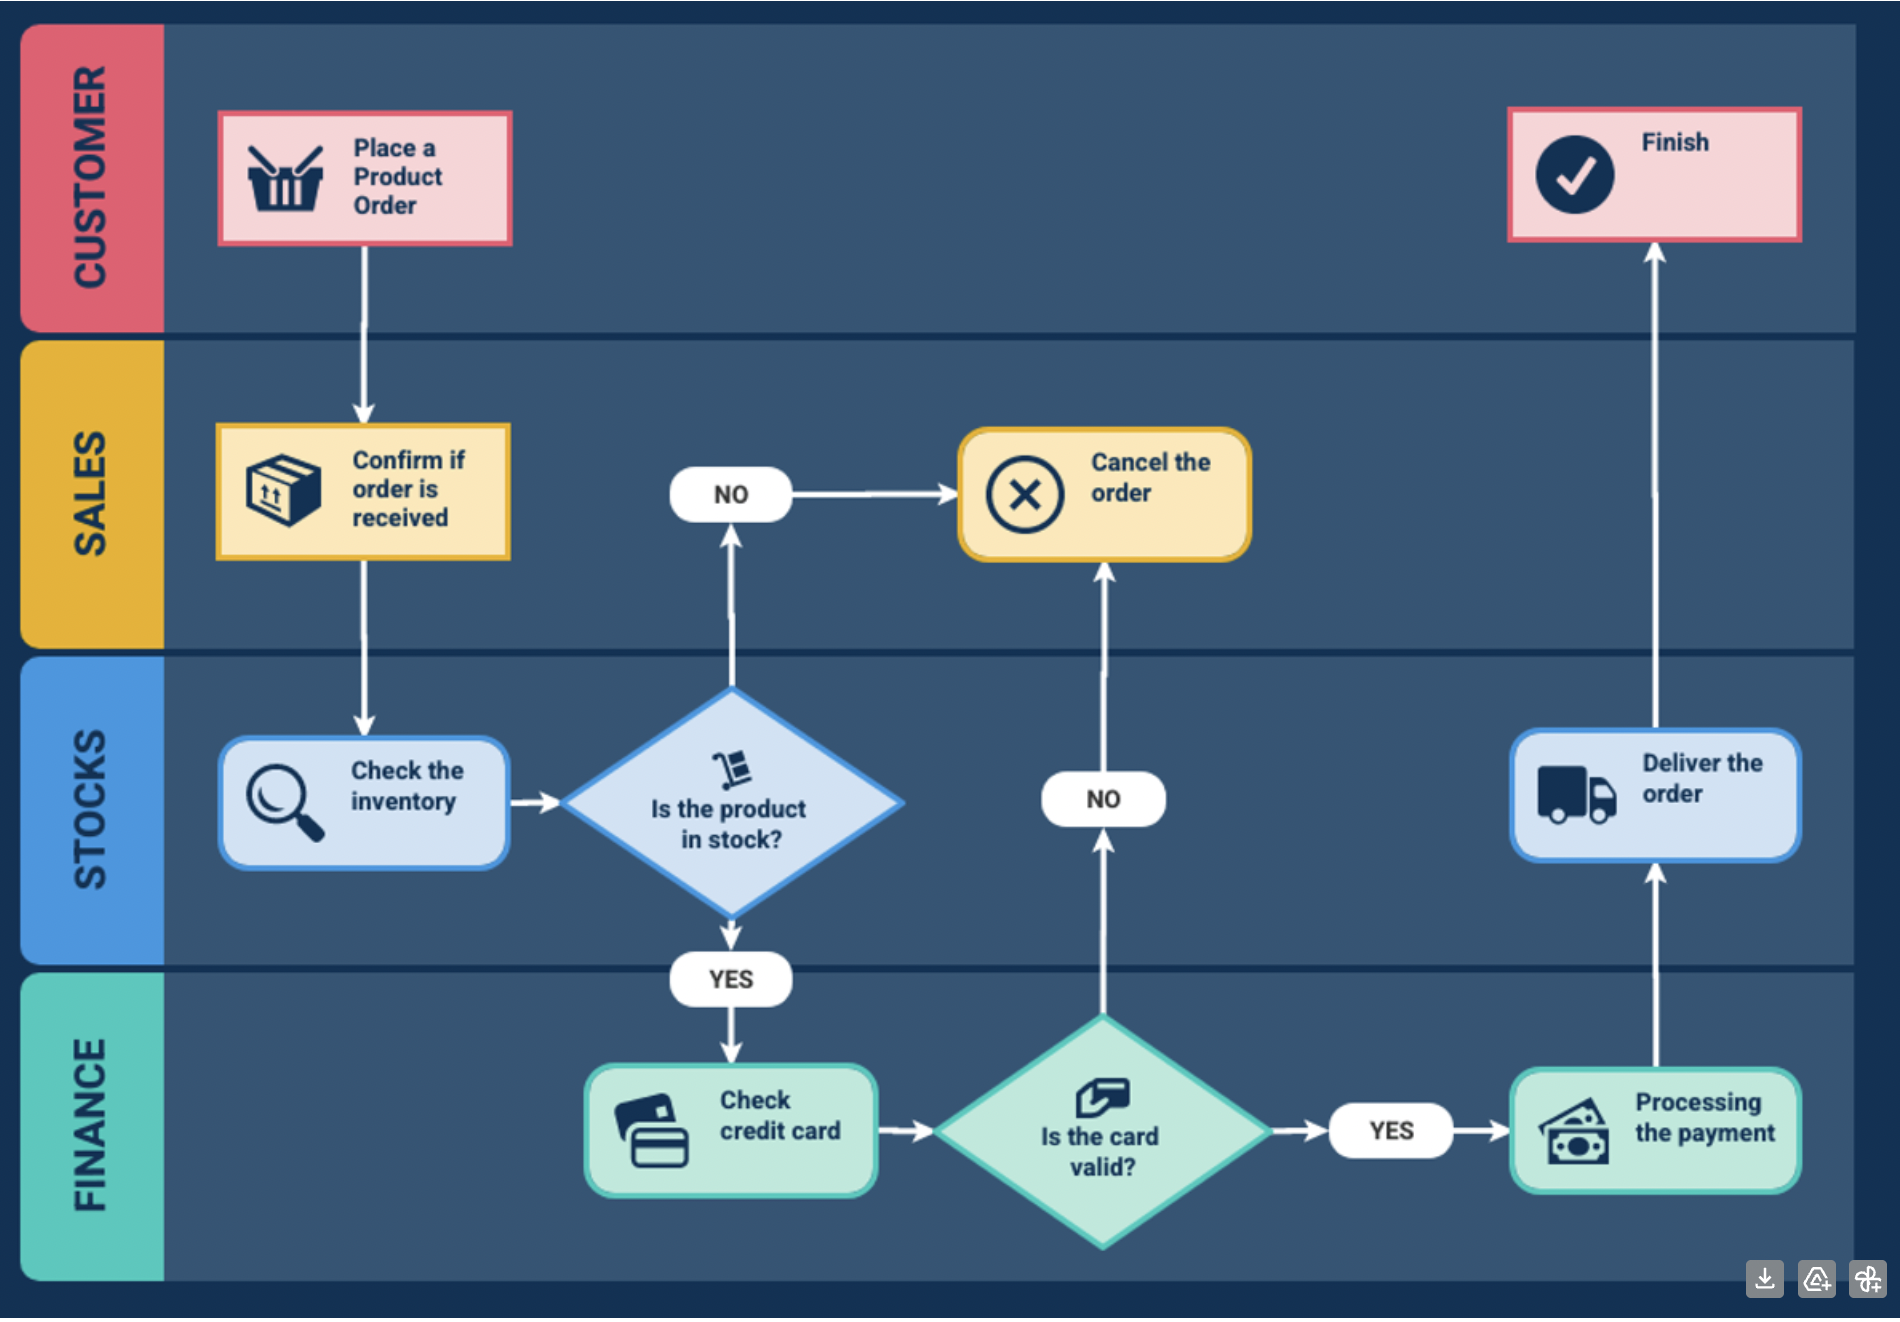 CUSTOMER
Place a
Product
Order
Finish
SALES
Confirm if
order is
received
NO
Cancel the
order
STOCKS
Check the
inventory
Is the product
in stock?
NO
Deliver the
order
YES
FINANCE
Check
credit card
Is the card
valid?
YES
Processing
the payment